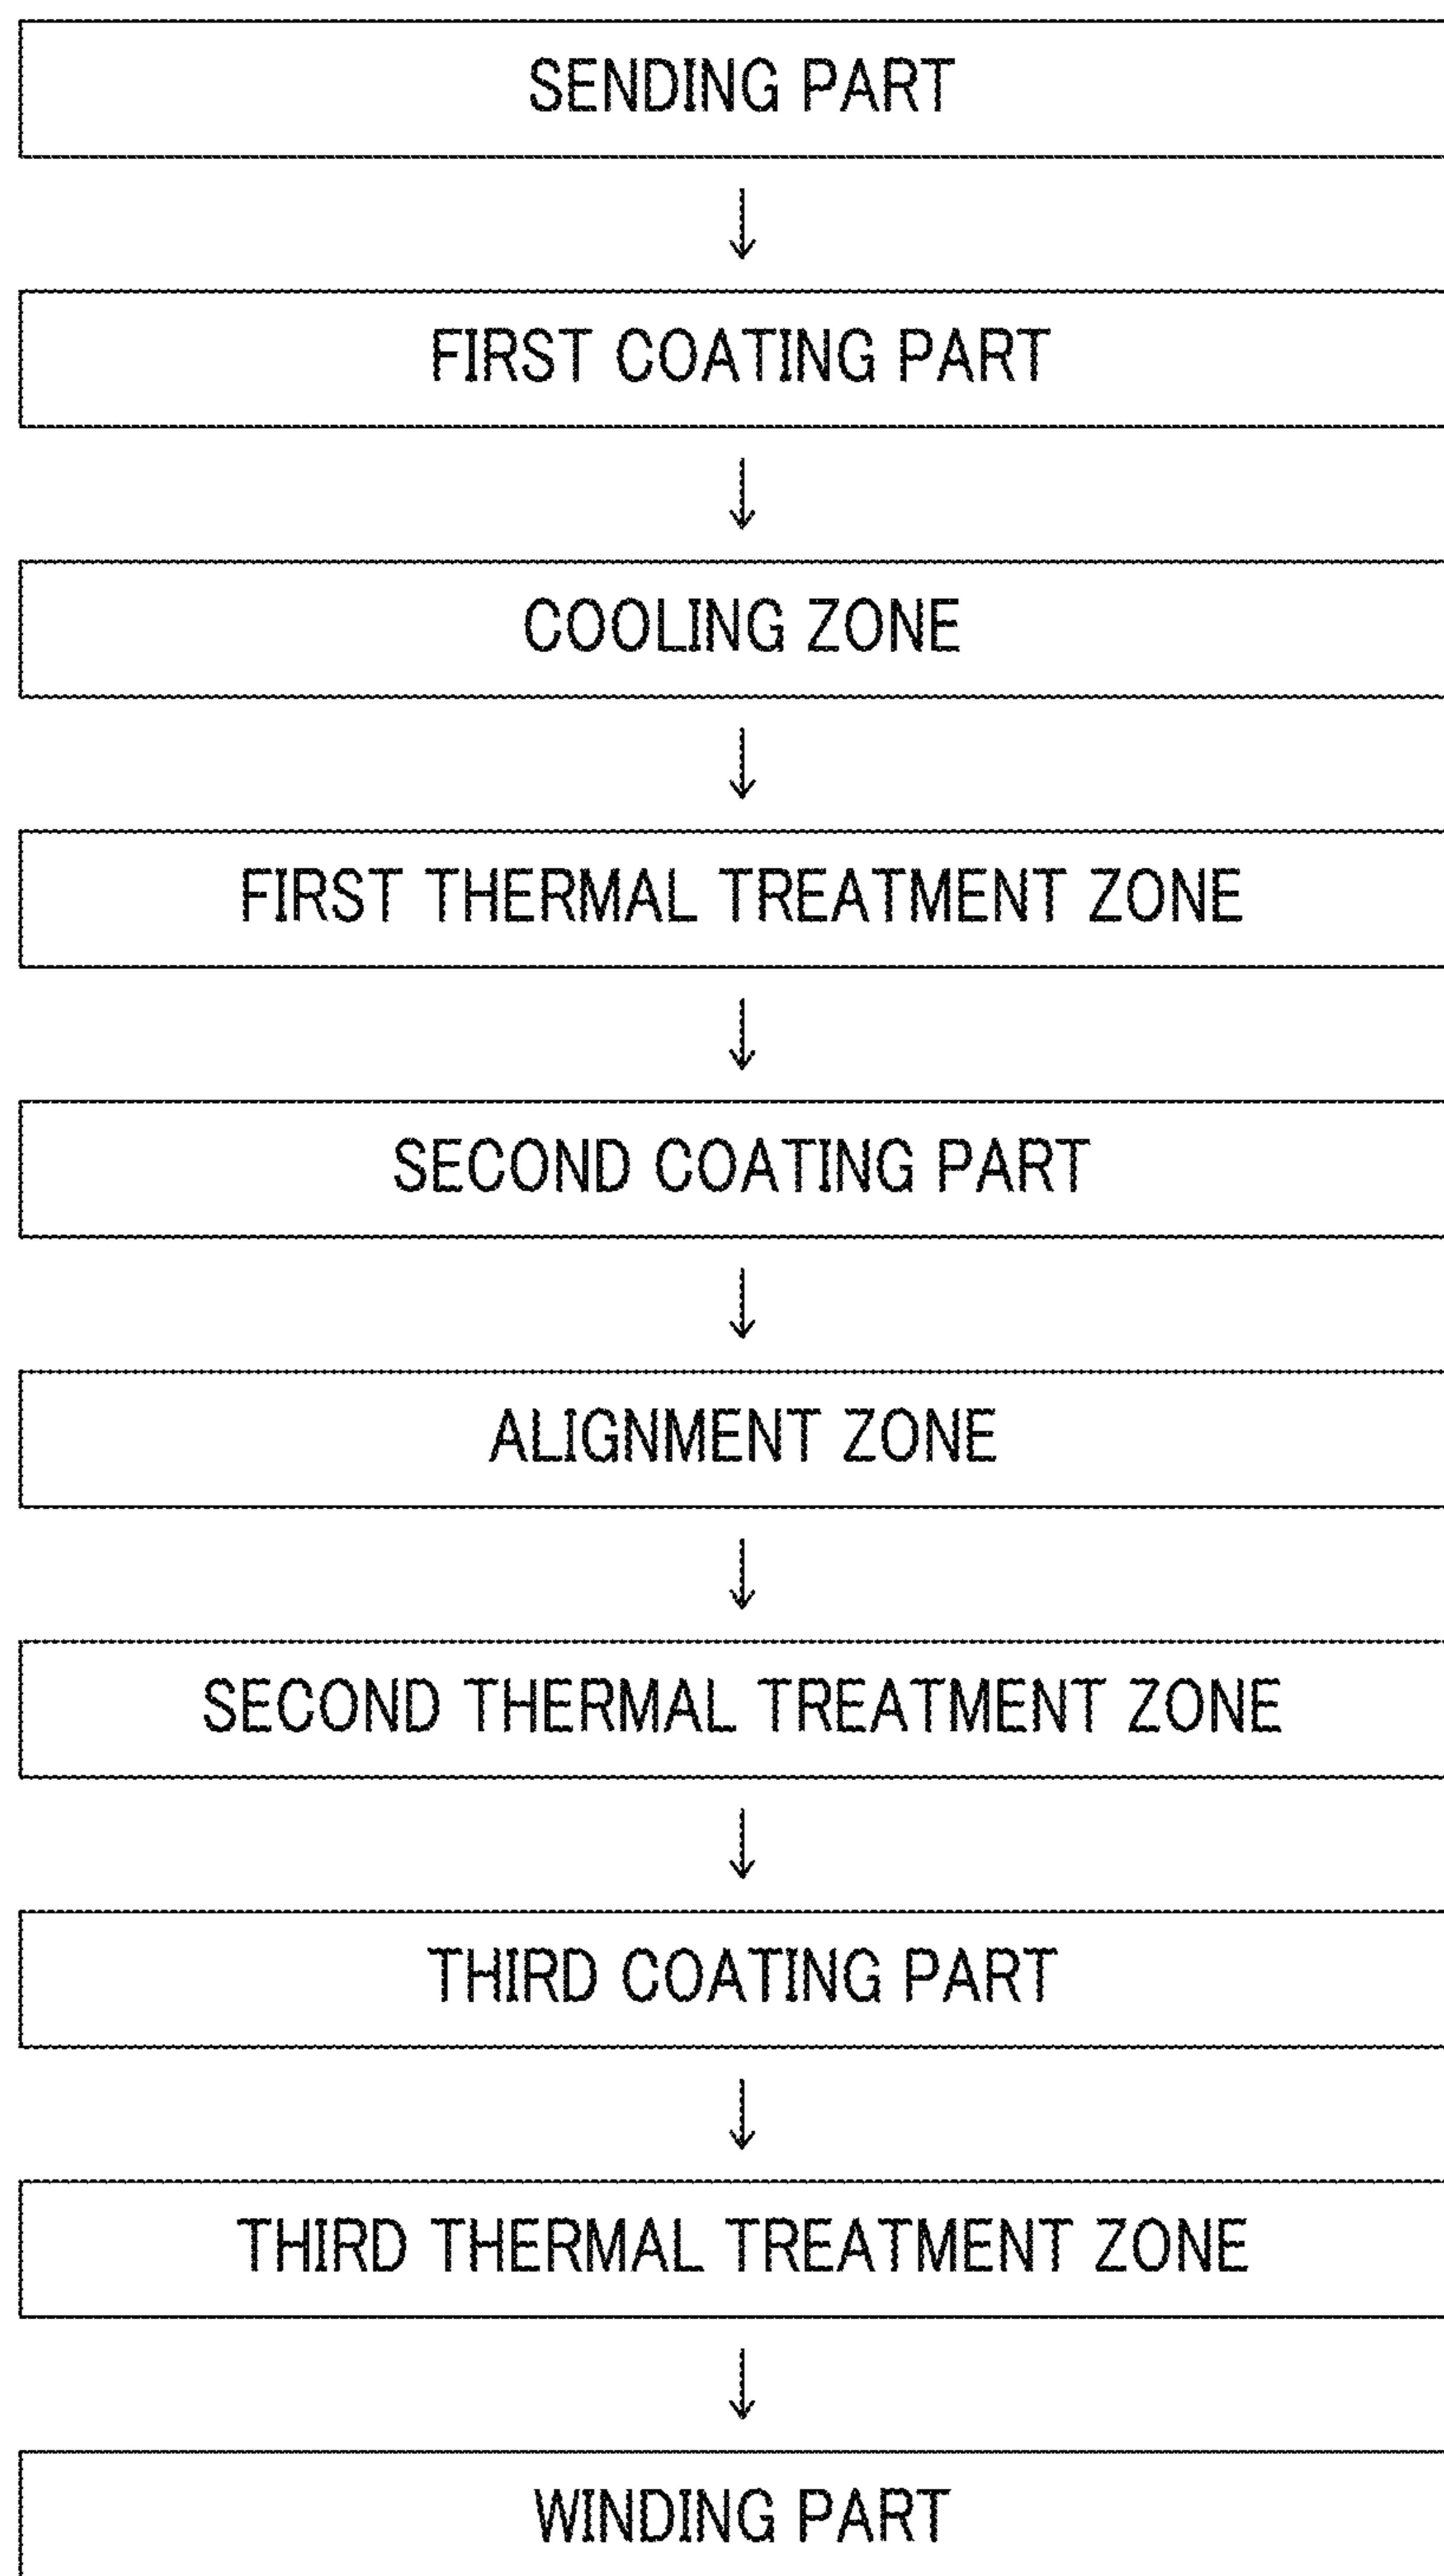 SENDING PART
FIRST COATING PART
COOLING ZONE
FIRST THERMAL TREATMENT ZONE
SECOND COATING PART
ALIGNMENT ZONE
SECOND THERMAL TREATMENT ZONE
THIRD COATING PART
THIRD THERMAL TREATMENT ZONE
WINDING PART